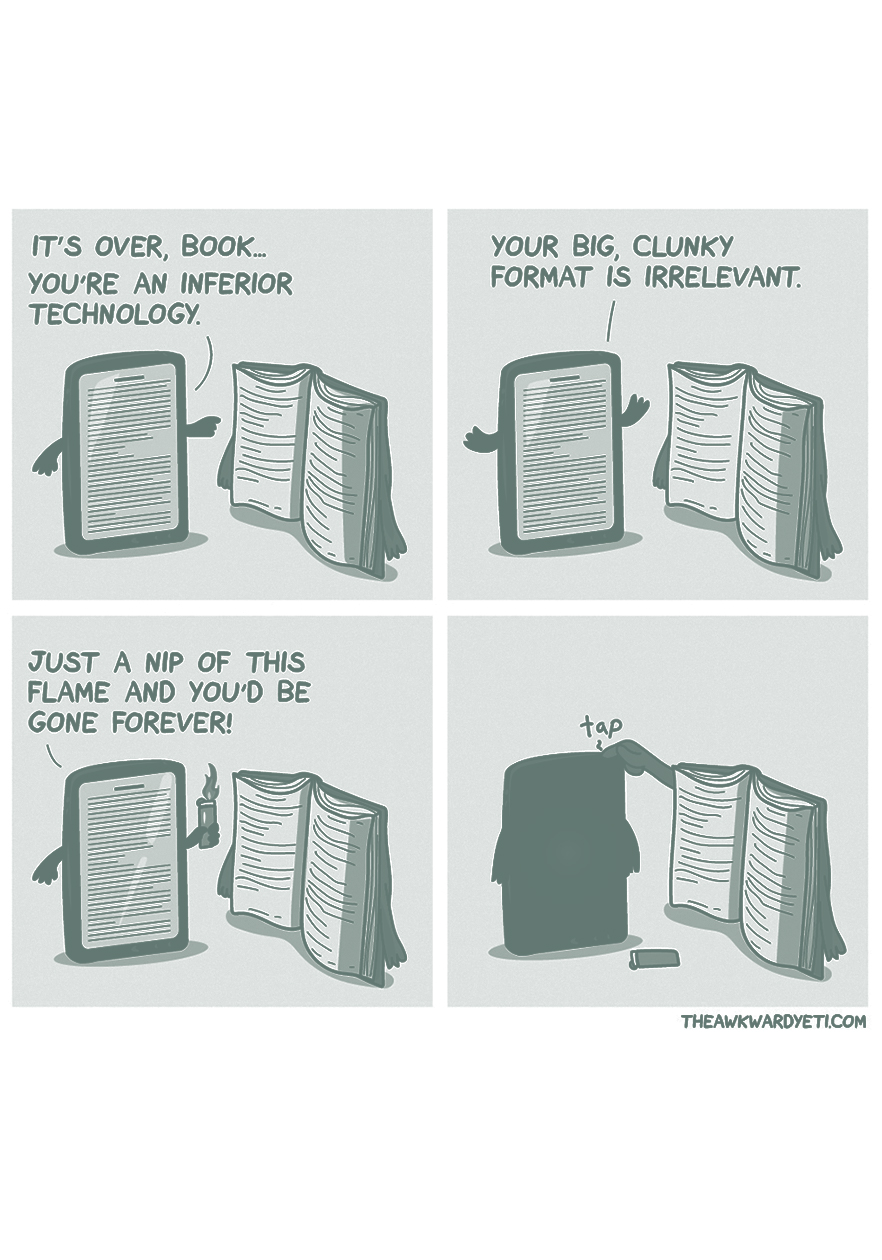 IT'S OVER, BOOK...
YOU'RE AN INFERIOR
TECHNOLOGY.
YOUR BIG, CLUNKY
FORMAT IS IRRELEVANT.
JUST A NIP OF THIS
FLAME AND YOU'D BE
GONE FOREVER!
tap
THEAWKWARDYETI.COM